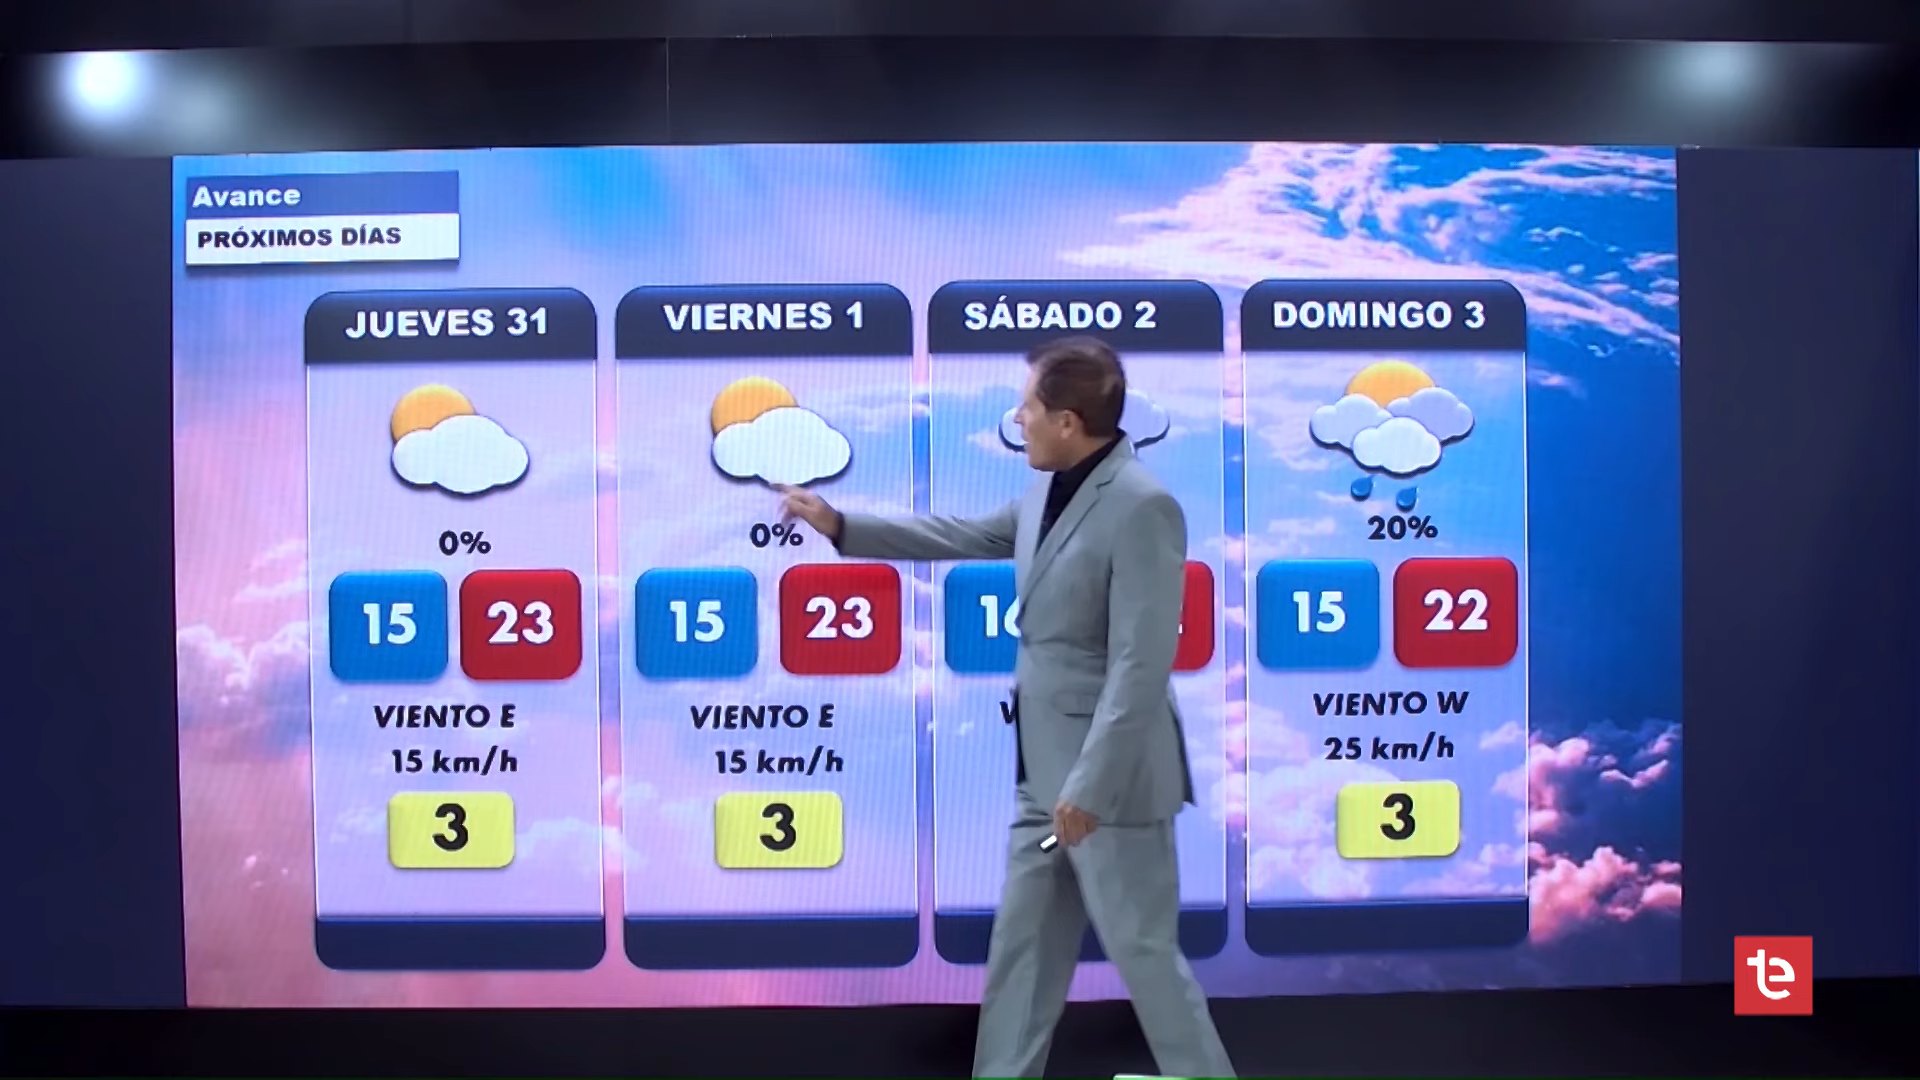 Avance
PRÓXIMOS DÍAS
JUEVES 31
0%
15 23
VIENTO E
15 km/h
3
VIERNES 1
0%
15 23
VIENTO E
15 km/h
3
SÁBADO 2
DOMINGO 3
20%
15 22
VIENTO W
25 km/h
3
te